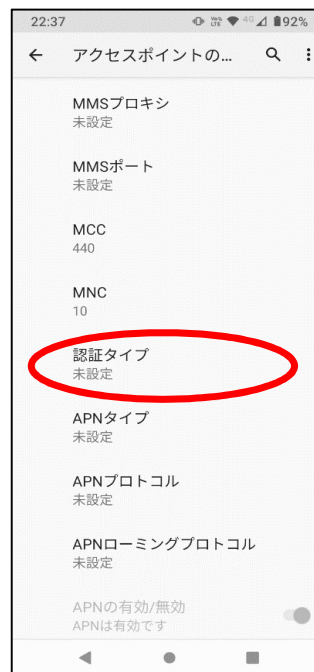 22:37 VoLTE 4G 92%
アクセスポイントの...
MMSプロキシ
未設定
MMSポート
未設定
MCC
440
MNC
10
認証タイプ
未設定
APNタイプ
未設定
APNプロトコル
未設定
APNローミングプロトコル
未設定
APNの有効/無効
APNは有効です